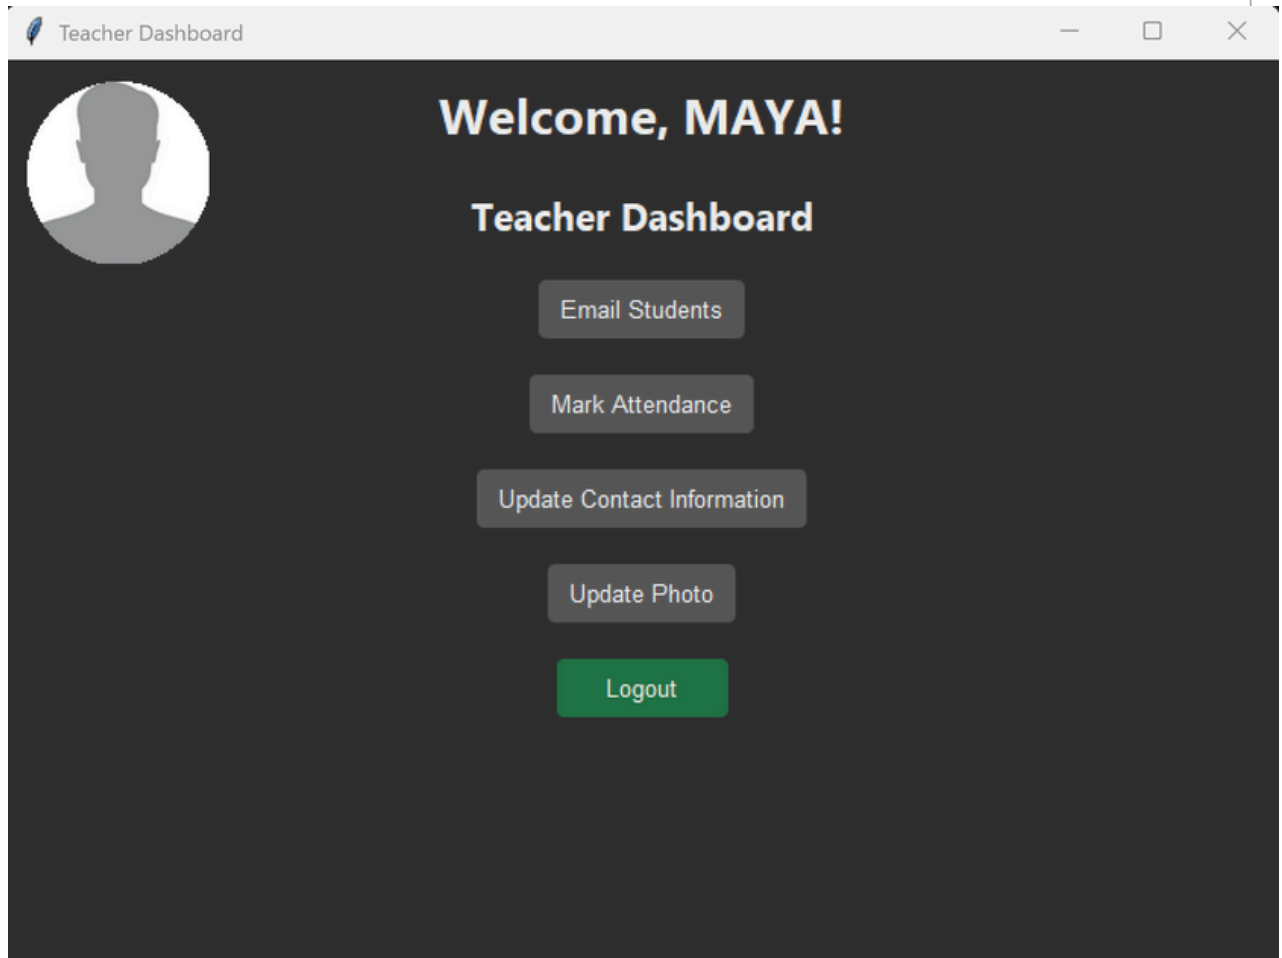 Teacher Dashboard
Welcome, MAYA!
Teacher Dashboard
Email Students
Mark Attendance
Update Contact Information
Update Photo
Logout